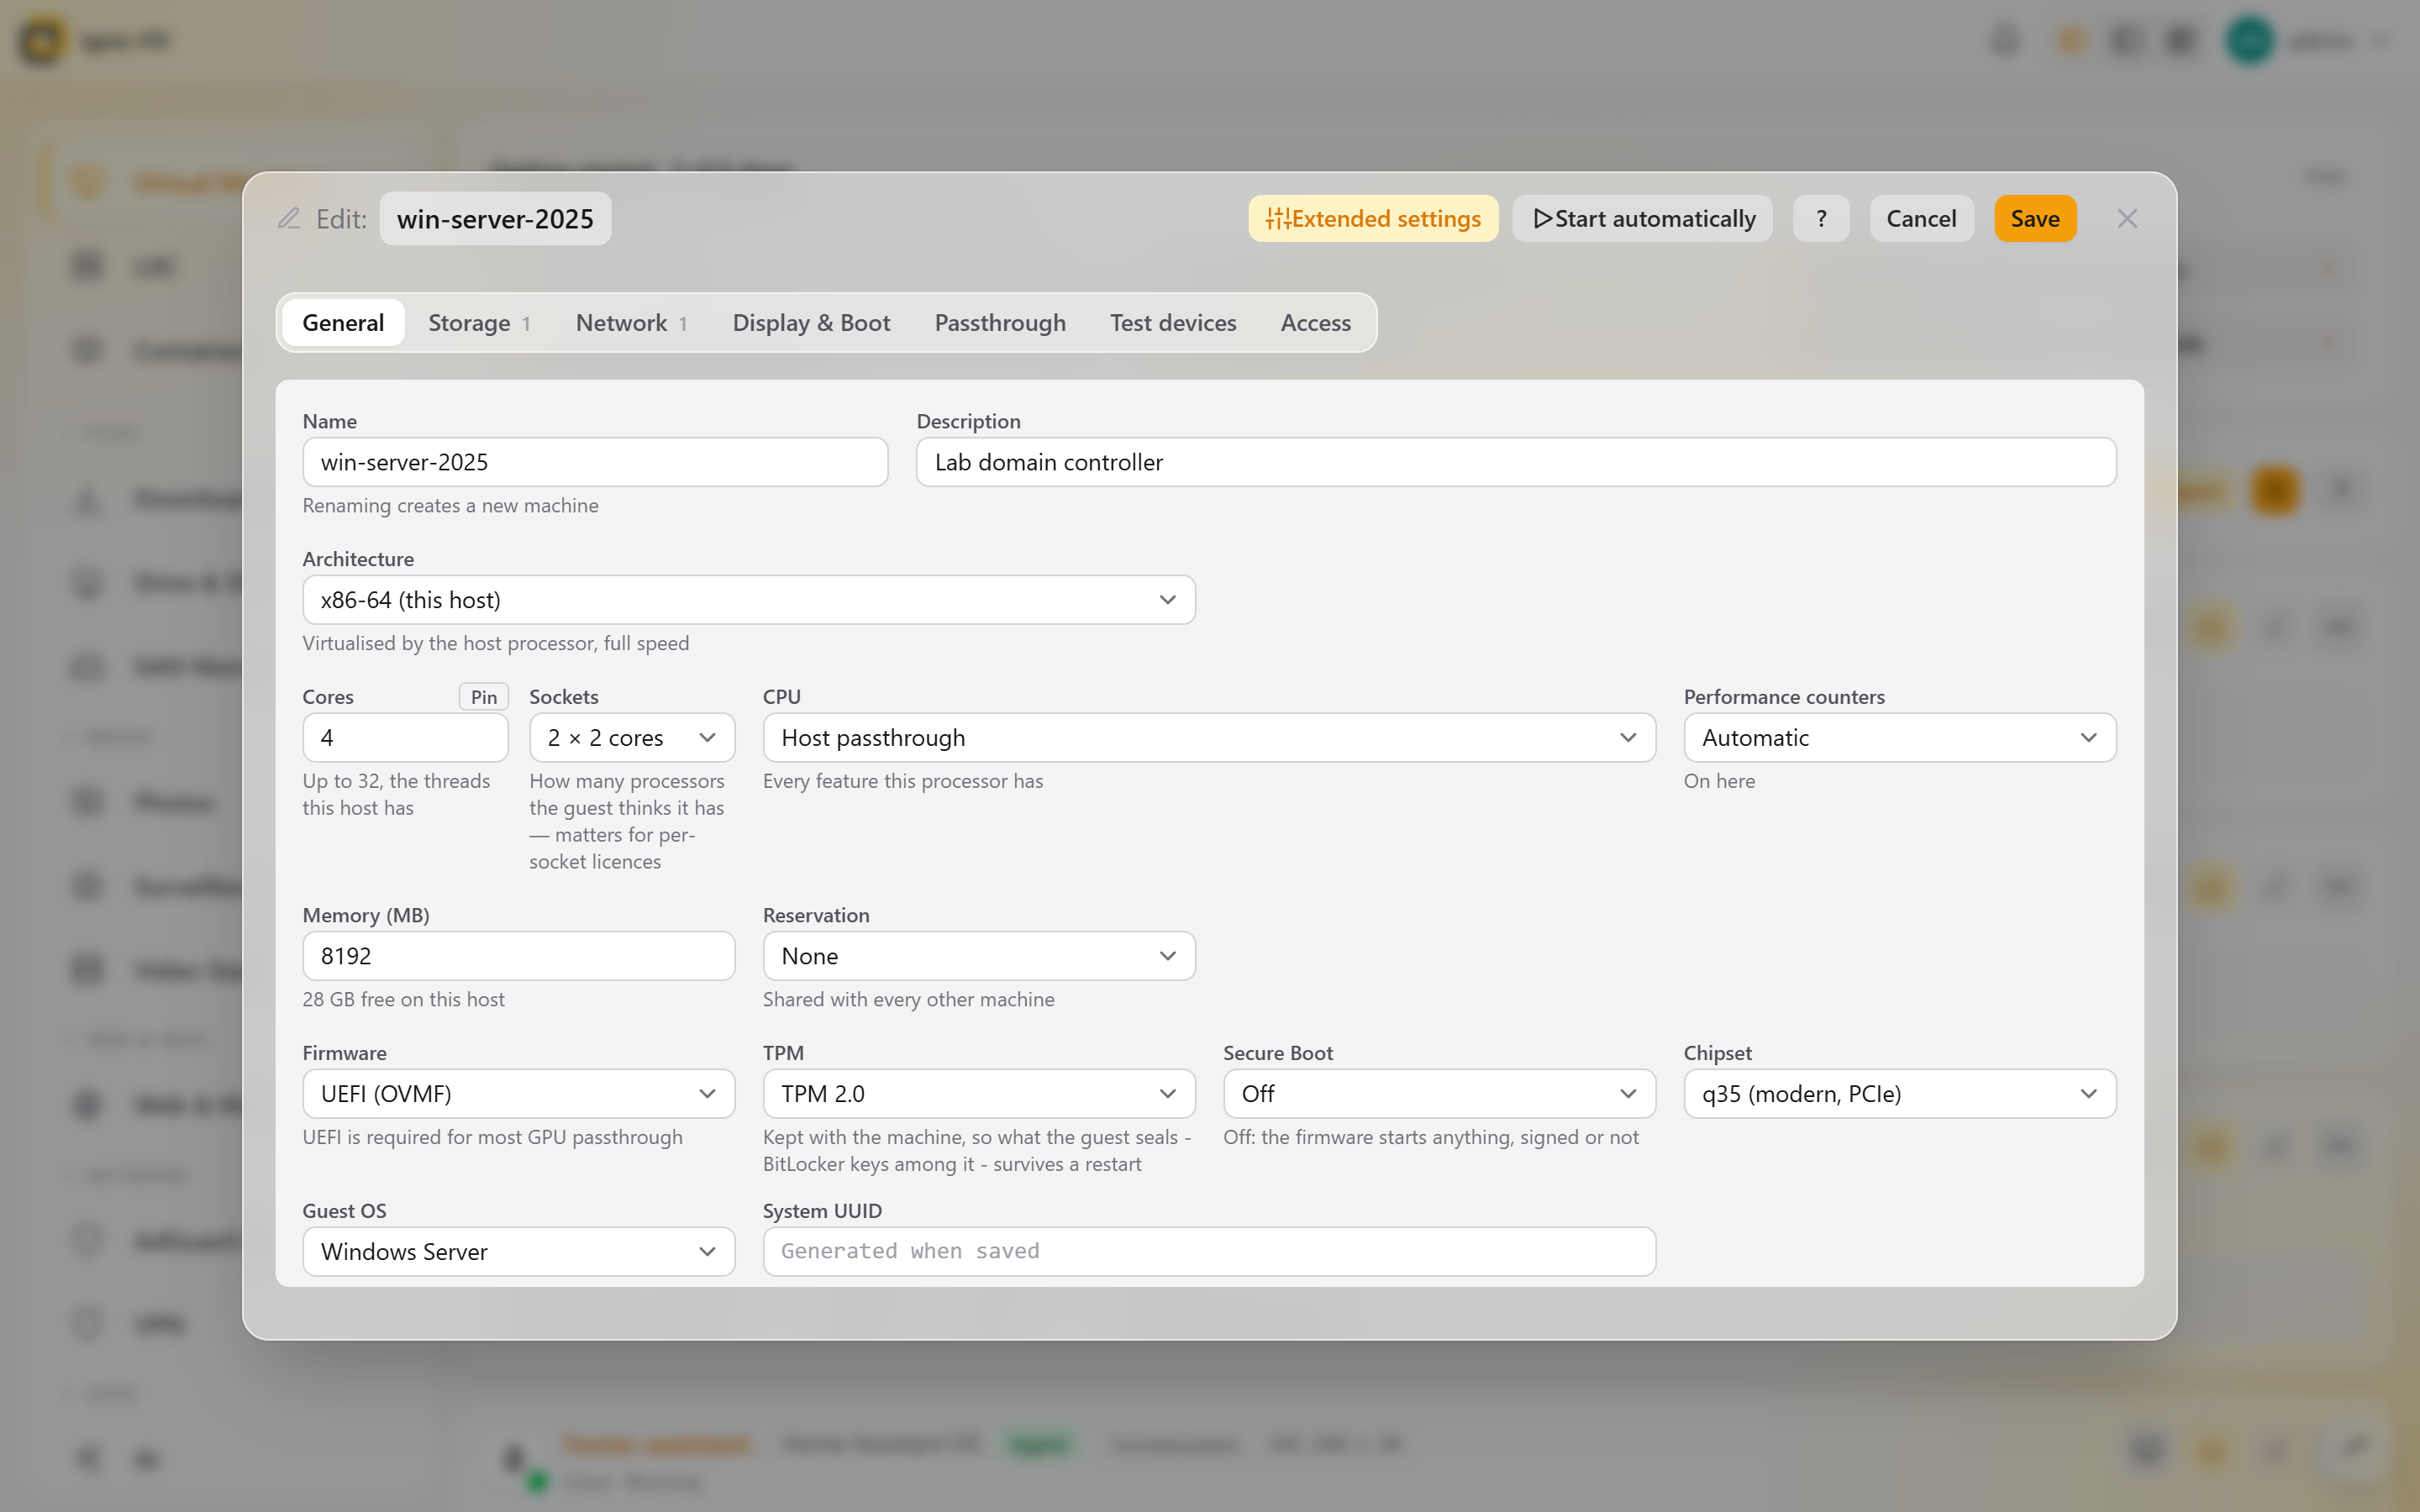 Edit: win-server-2025
Extended settings
Start automatically
?
Cancel
Save
General
Storage 1
Network 1
Display & Boot
Passthrough
Test devices
Access
Name
Description
win-server-2025
Lab domain controller
Renaming creates a new machine
Architecture
x86-64 (this host)
Virtualised by the host processor, full speed
Cores
Pin
Sockets
CPU
Performance counters
4
2 × 2 cores
Host passthrough
Automatic
Up to 32, the threads
this host has
How many processors
the guest thinks it has
— matters for per-
socket licences
Every feature this processor has
On here
Memory (MB)
Reservation
8192
None
28 GB free on this host
Shared with every other machine
Firmware
TPM
Secure Boot
Chipset
UEFI (OVMF)
TPM 2.0
Off
q35 (modern, PCIe)
UEFI is required for most GPU passthrough
Kept with the machine, so what the guest seals -
BitLocker keys among it - survives a restart
Off: the firmware starts anything, signed or not
Guest OS
System UUID
Windows Server
Generated when saved